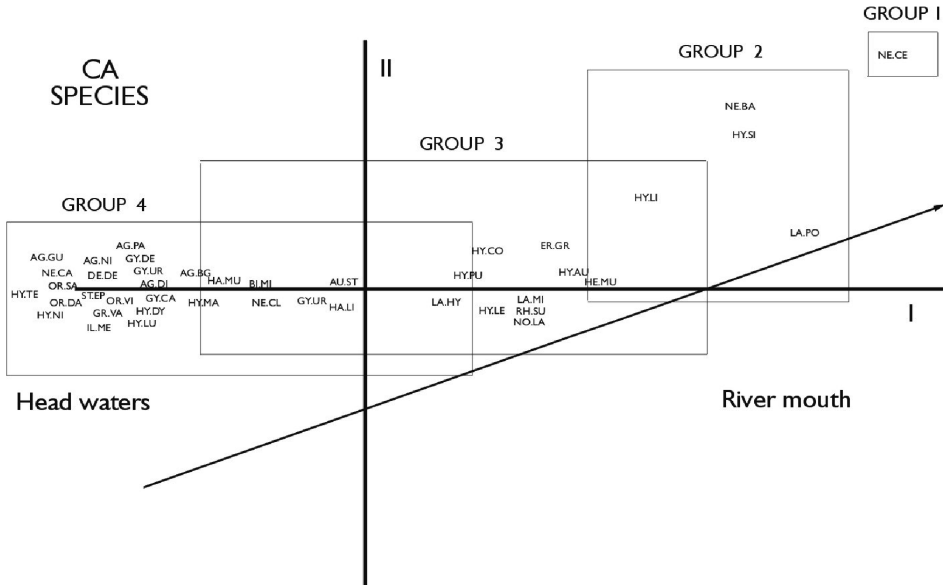 GROUP 1
NE.CE
GROUP 2
CA
SPECIES
II
NE.BA
HY.SI
GROUP 3
HY.LI
GROUP 4
LA.PO
AG.PA
AG.GU
AG.NI
GY.DE
HY.CO
ER.GR
NE.CA
DE.DE
GY.UR
AG.BG
HY.PU
HY.AU
OR.SA
AG.DI
HA.MU
BI.MI
AU.ST
HE.MU
HY.TE
ST.EP
OR.DA
OR.VI
GY.CA
HY.MA
NE.CL
GY.UR
HA.LI
LA.HY
LA.MI
HY.NI
GR.VA
HY.DY
HY.LE
RH.SU
I
IL.ME
HY.LU
NO.LA
Head waters
River mouth